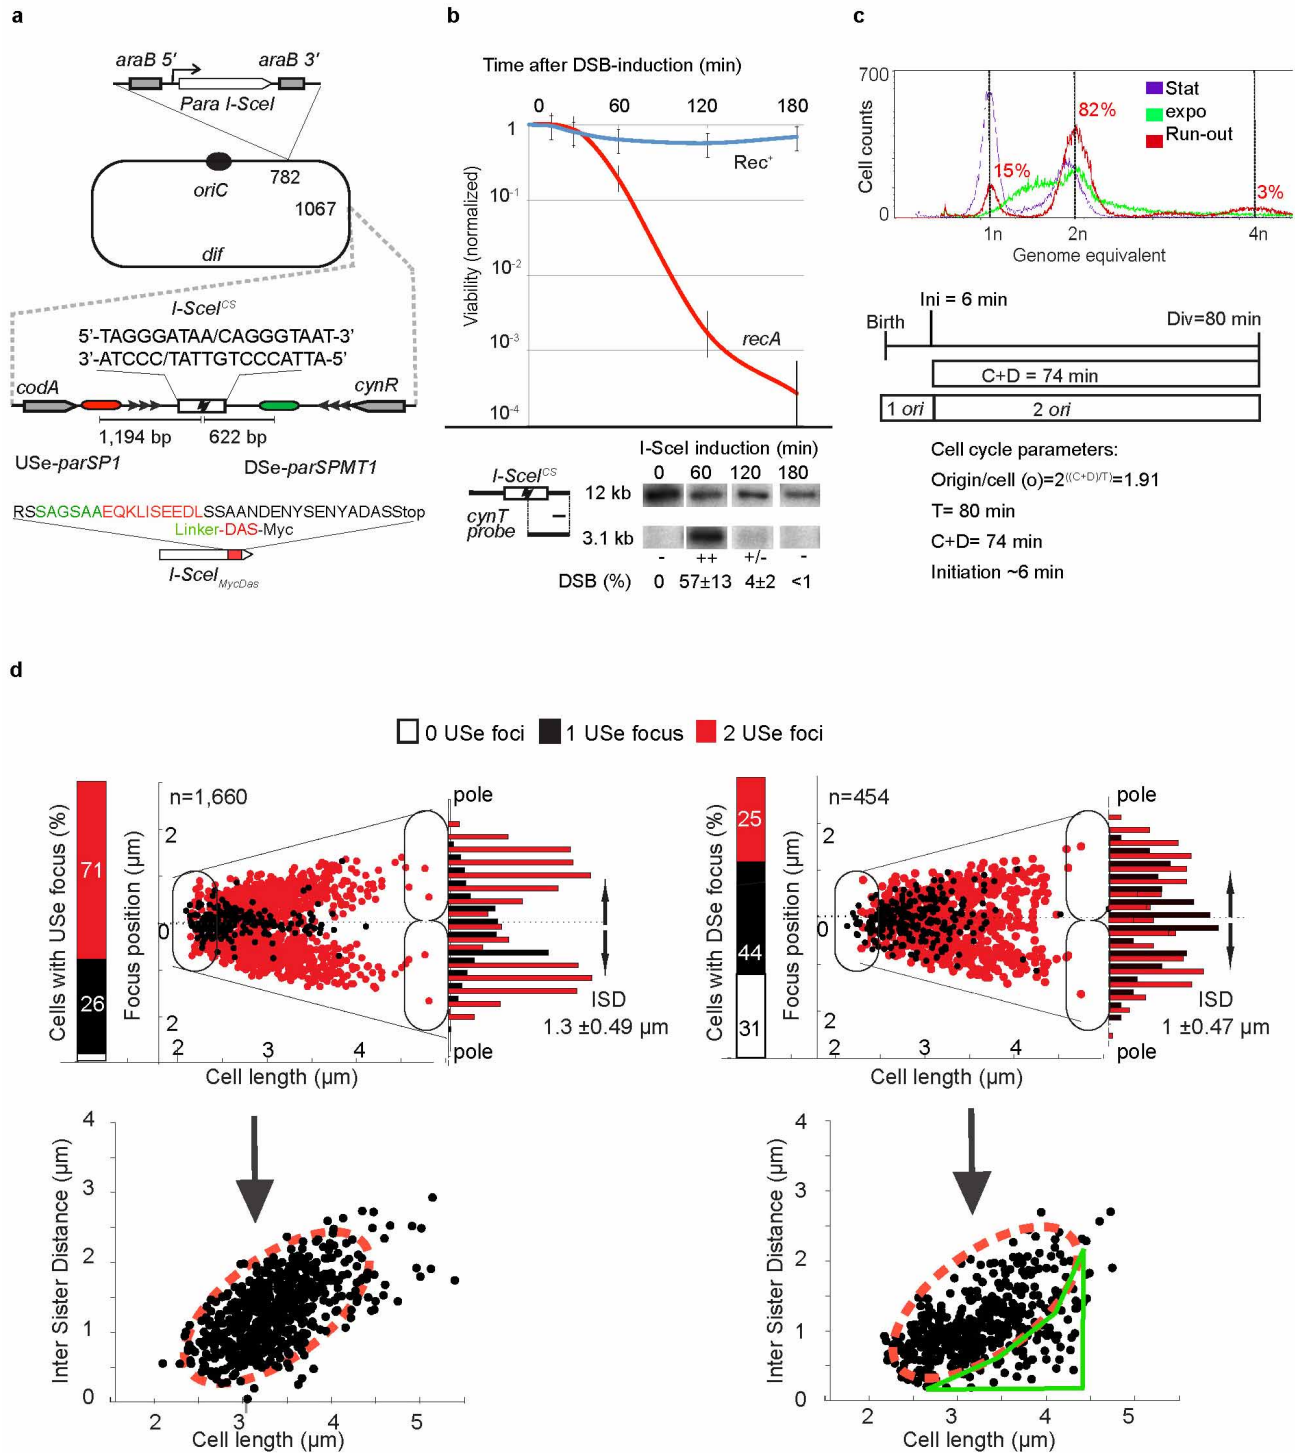 a
araB 5'
araB 3'
Para I-SceI
oriC
782
1067
dif
I-SceI^CS
5'-TAGGGATAA/CAGGGTAAT-3'
3'-ATCCC/TATTGTCCCATTA-5'
codA
cynR
1,194 bp
622 bp
USe-parSP1
DSe-parSPMT1
RSSAGSAAEQKLISEEDLSSAANDENYSENYADASStop
Linker-DAS-Myc
I-SceI_MycDas
b
Time after DSB-induction (min)
0 60 120 180
Viability (normalized)
1
10^-1
10^-2
10^-3
10^-4
Rec+
recA
I-SceI induction (min)
0 60 120 180
I-SceI^CS
12 kb
cynT
probe
3.1 kb
- ++ +/- -
DSB (%) 0 57±13 4±2 <1
c
700
Cell counts
0
Stat
expo
Run-out
82%
15%
3%
1n 2n 4n
Genome equivalent
Ini = 6 min
Birth
Div=80 min
C+D = 74 min
1 ori
2 ori
Cell cycle parameters:
Origin/cell (o)=2^((C+D)/T)=1.91
T= 80 min
C+D= 74 min
Initiation ~6 min
d
0 USe foci
1 USe focus
2 USe foci
Cells with USe focus (%)
71
26
Focus position (µm)
n=1,660
2
0
2
2 3 4
Cell length (µm)
pole
ISD
1.3 ±0.49 µm
pole
Cells with DSe focus (%)
25
44
31
Focus position (µm)
n=454
2
0
2
2 3 4
Cell length (µm)
pole
ISD
1 ±0.47 µm
pole
Inter Sister Distance (µm)
4
3
2
1
0
2 3 4 5
Cell length (µm)
Inter Sister Distance (µm)
4
3
2
1
0
2 3 4 5
Cell length (µm)